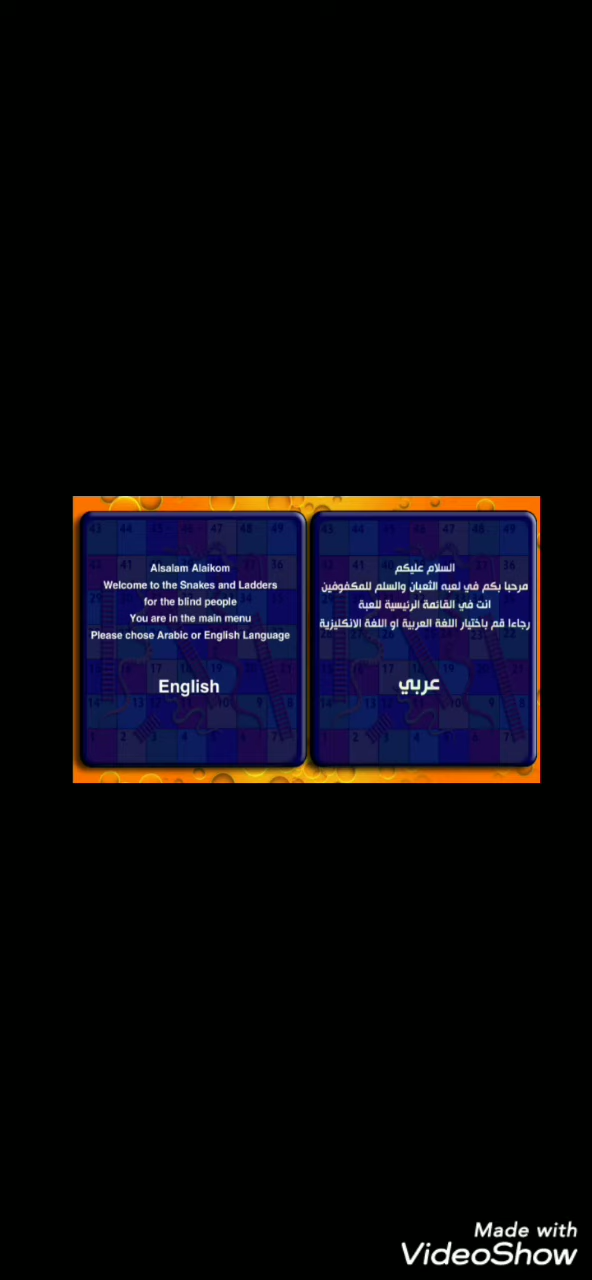 Alsalam Alaikom
Welcome to the Snakes and Ladders
for the blind people
You are in the main menu
Please chose Arabic or English Language
English
السلام عليكم
مرحبا بكم في لعبه الثعبان والسلم للمكفوفين
انت في القائمة الرئيسية للعبة
رجاءا قم باختيار اللغة العربية او اللغة الانكليزية
عربي
Made with
VideoShow